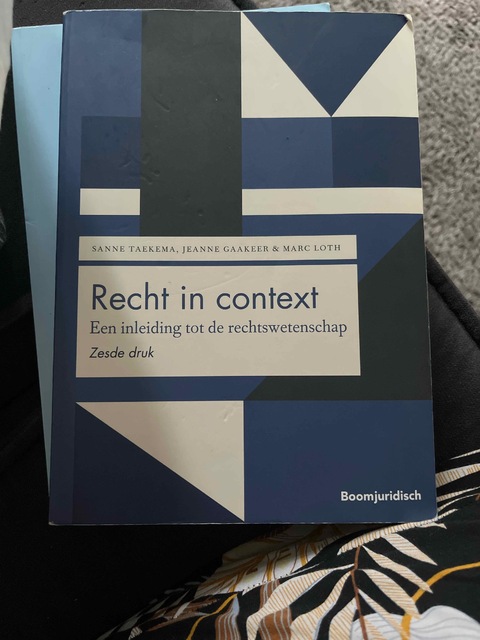 SANNE TAEKEMA, JEANNE GAAKEER & MARC LOTH
Recht in context
Een inleiding tot de rechtswetenschap
Zesde druk
Boomjuridisch